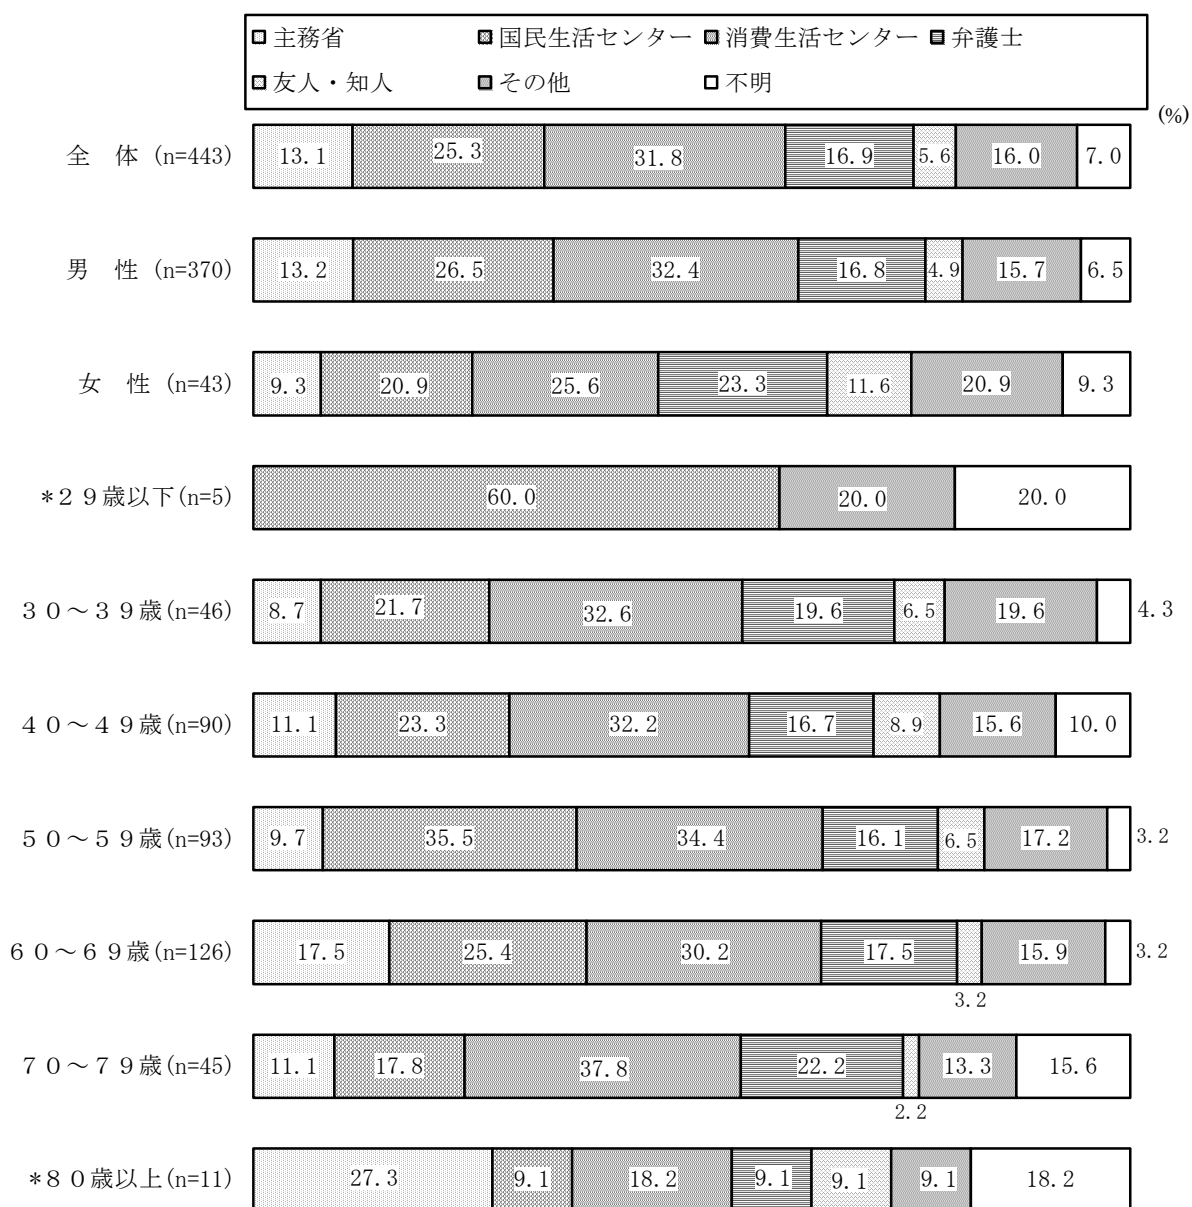 主務省 国民生活センター 消費生活センター 弁護士
友人・知人 その他 不明
(%)
全 体 (n=443) 13.1 25.3 31.8 16.9 5.6 16.0 7.0
男 性 (n=370) 13.2 26.5 32.4 16.8 4.9 15.7 6.5
女 性 (n=43) 9.3 20.9 25.6 23.3 11.6 20.9 9.3
*２９歳以下(n=5) 60.0 20.0 20.0
３０～３９歳(n=46) 8.7 21.7 32.6 19.6 6.5 19.6 4.3
４０～４９歳(n=90) 11.1 23.3 32.2 16.7 8.9 15.6 10.0
５０～５９歳(n=93) 9.7 35.5 34.4 16.1 6.5 17.2 3.2
６０～６９歳(n=126) 17.5 25.4 30.2 17.5 15.9 3.2
3.2
７０～７９歳(n=45) 11.1 17.8 37.8 22.2 13.3 15.6
2.2
*８０歳以上(n=11) 27.3 9.1 18.2 9.1 9.1 9.1 18.2